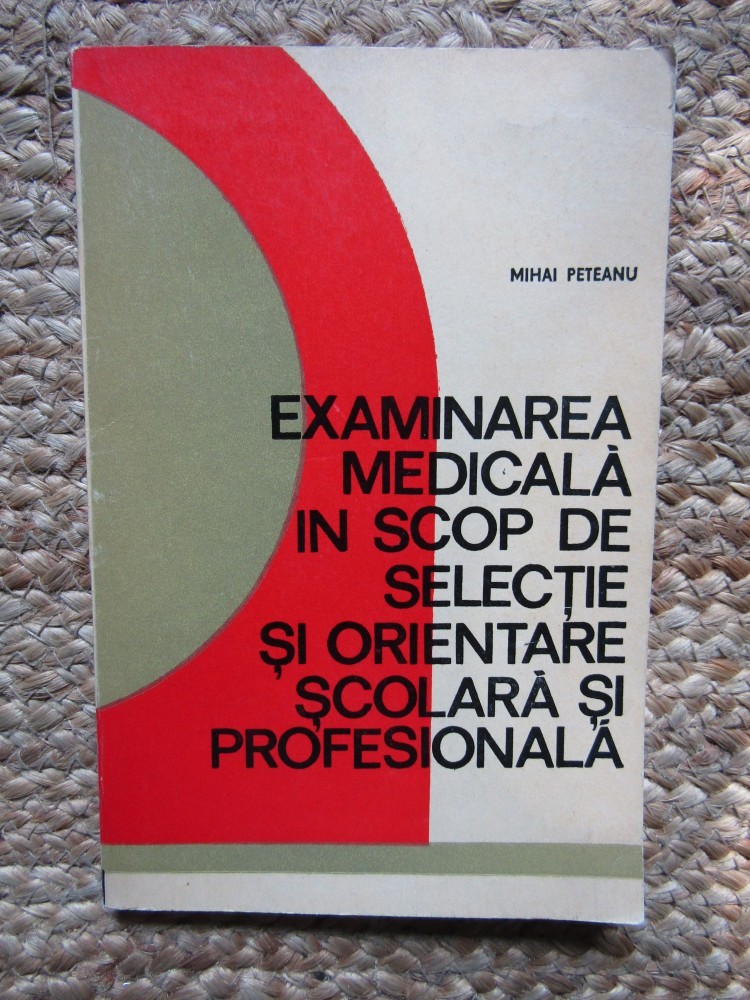 MIHAI PETEANU
EXAMINAREA
MEDICALĂ
IN SCOP DE
SELECȚIE
ȘI ORIENTARE
ȘCOLARĂ ȘI
PROFESIONALĂ